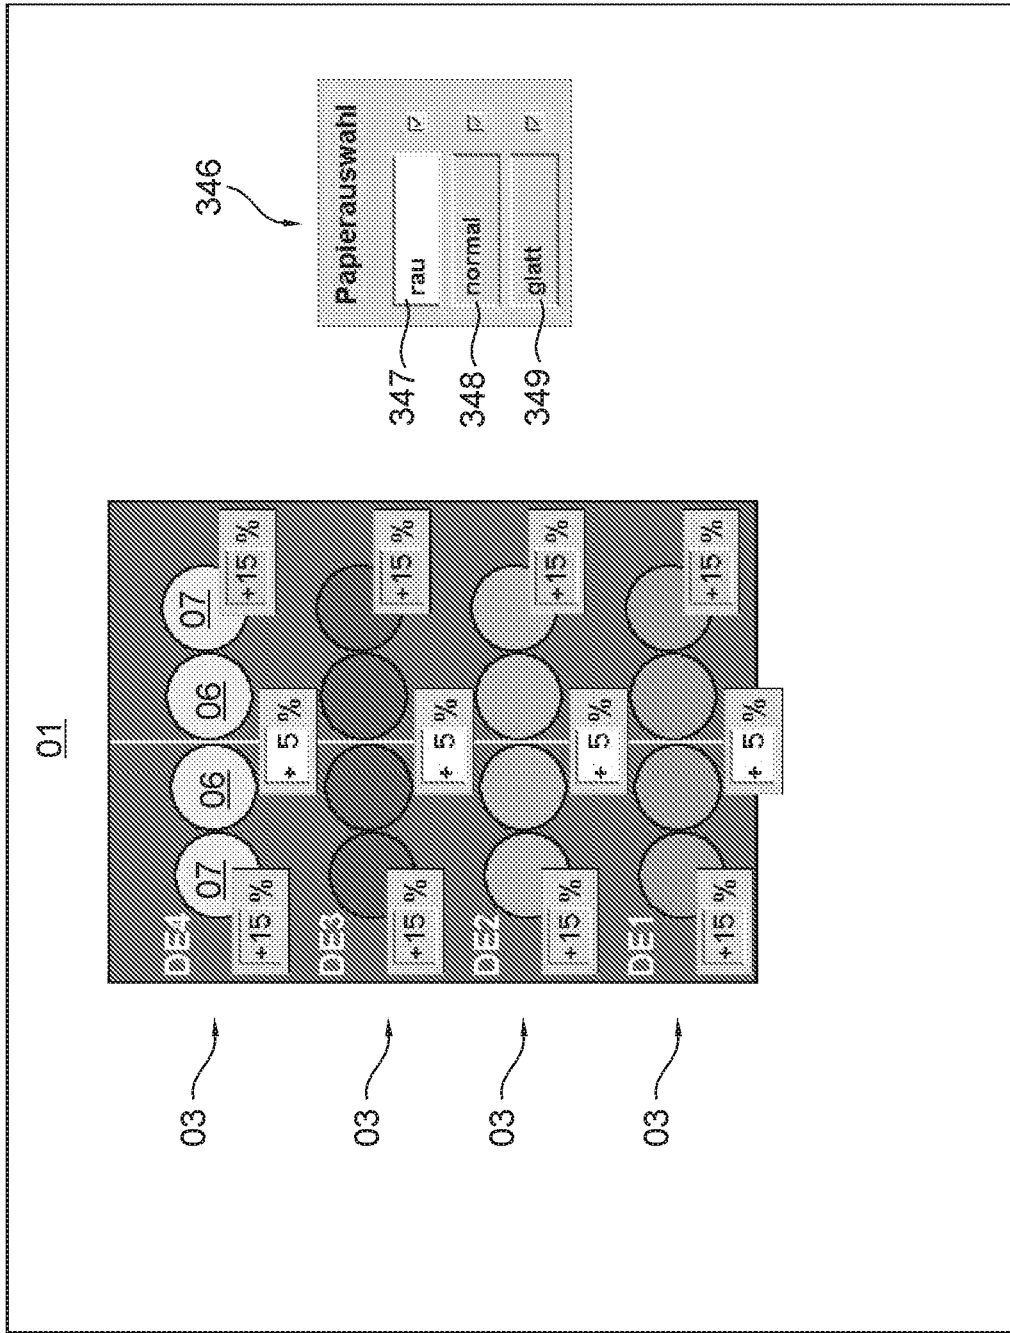 01
DE4
07
06
06
07
+15 %
+ 5 %
+15 %
DE3
+15 %
+ 5 %
+15 %
DE2
+15 %
+ 5 %
+15 %
DE1
+15 %
+ 5 %
+15 %
03
03
03
03
346
Papierauswahl
347
rau
348
normal
349
glatt